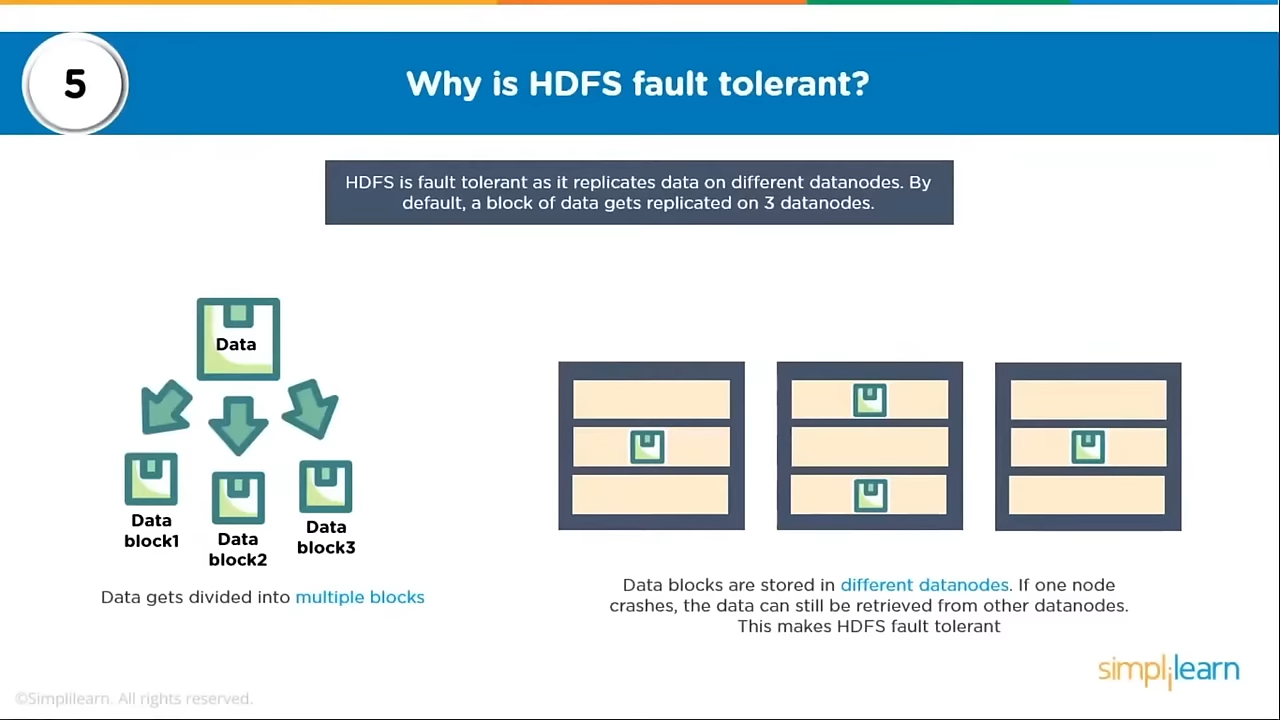 5
Why is HDFS fault tolerant?
HDFS is fault tolerant as it replicates data on different datanodes. By
default, a block of data gets replicated on 3 datanodes.
Data
Data
block1
Data
block2
Data
block3
Data gets divided into multiple blocks
Data blocks are stored in different datanodes. If one node
crashes, the data can still be retrieved from other datanodes.
This makes HDFS fault tolerant
simplilearn
©Simplilearn. All rights reserved.